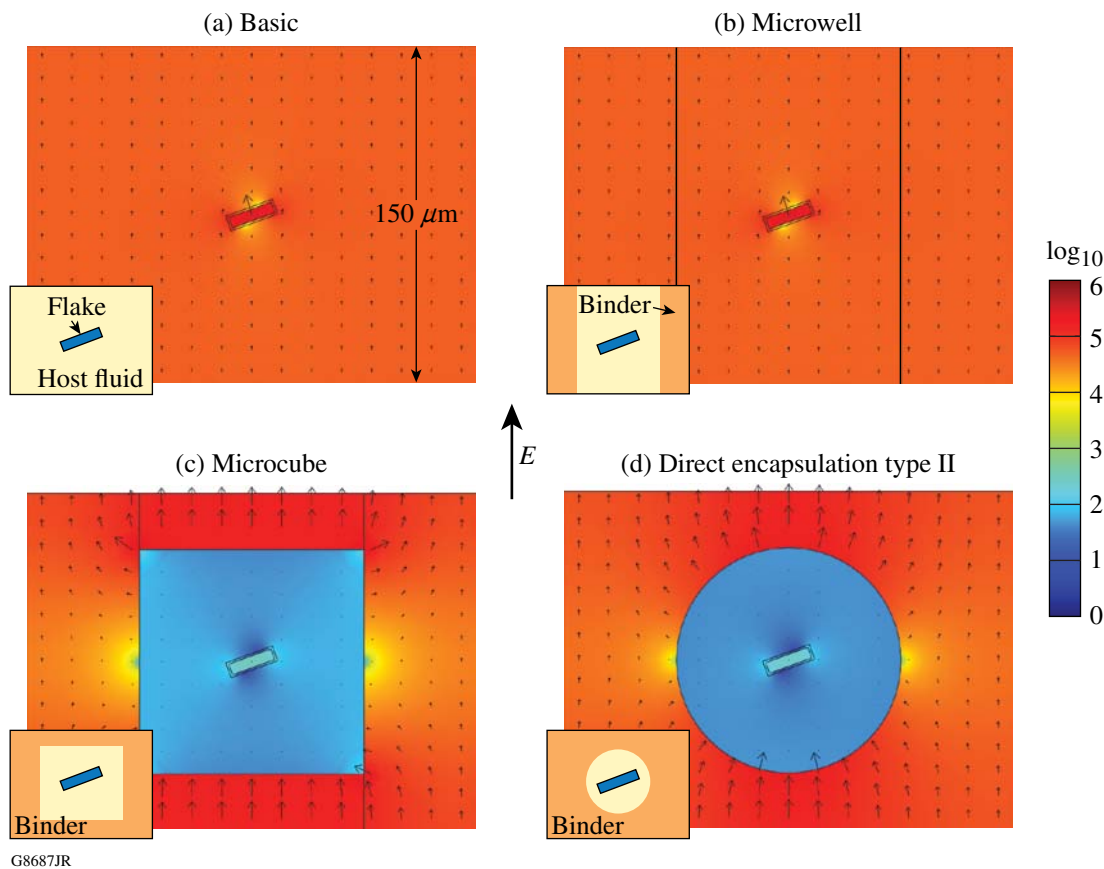 (a) Basic
150 μm
Flake
Host fluid
(b) Microwell
Binder
log10
6
5
4
3
2
1
0
E
(c) Microcube
Binder
(d) Direct encapsulation type II
Binder
G8687JR